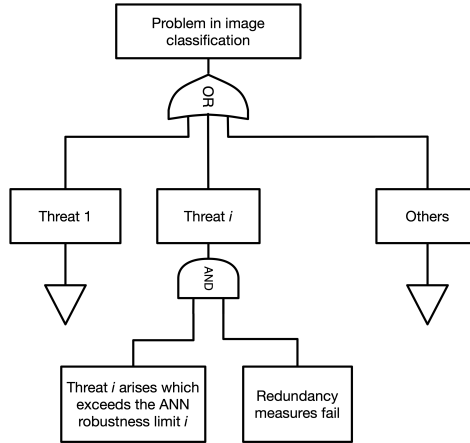 Problem in image
classification
OR
Threat 1
Threat i
Others
AND
Threat i arises which
exceeds the ANN
robustness limit i
Redundancy
measures fail